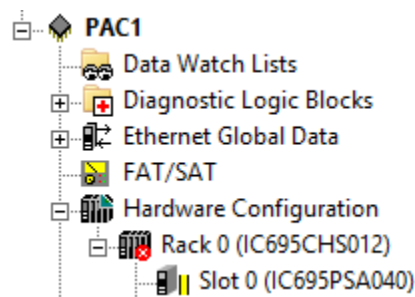 PAC1
Data Watch Lists
Diagnostic Logic Blocks
Ethernet Global Data
FAT/SAT
Hardware Configuration
Rack 0 (IC695CHS012)
Slot 0 (IC695PSA040)